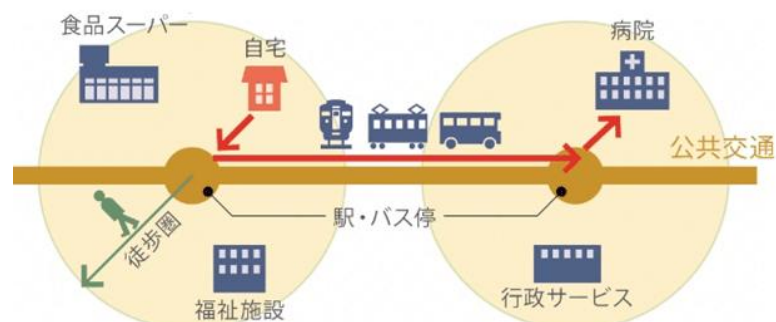 食品スーパー
自宅
病院
公共交通
駅・バス停
徒歩圏
福祉施設
行政サービス